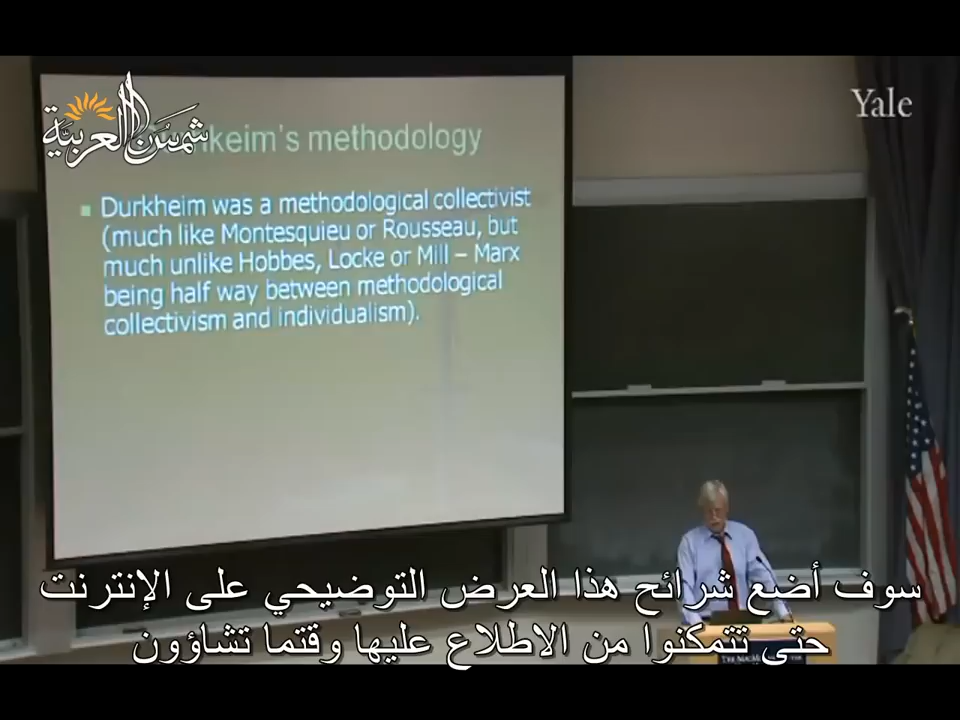 Yale
شمس العربية
Durkheim's methodology
Durkheim was a methodological collectivist
(much like Montesquieu or Rousseau, but
much unlike Hobbes, Locke or Mill – Marx
being half way between methodological
collectivism and individualism).
سوف أضع شرائح هذا العرض التوضيحي على الإنترنت
حتى تتمكنوا من الاطلاع عليها وقتما تشاؤون